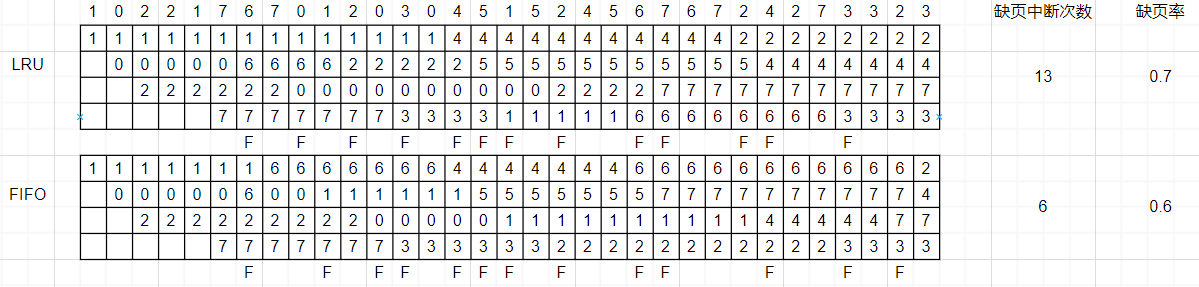 1 0 2 2 1 7 6 7 0 1 2 0 3 0 4 5 1 5 2 4 5 6 7 6 7 2 4 2 7 3 3 2 3 缺页中断次数 缺页率
1 1 1 1 1 1 1 1 1 1 1 1 1 1 4 4 4 4 4 4 4 4 4 4 4 2 2 2 2 2 2 2 2
LRU 0 0 0 0 0 6 6 6 6 2 2 2 2 2 5 5 5 5 5 5 5 5 5 5 5 4 4 4 4 4 4 4 13 0.7
2 2 2 2 2 2 0 0 0 0 0 0 0 0 0 0 2 2 2 2 7 7 7 7 7 7 7 7 7 7 7
7 7 7 7 7 7 7 3 3 3 3 1 1 1 1 1 6 6 6 6 6 6 6 6 3 3 3 3
F F F F F F F F F F F F F
1 1 1 1 1 1 1 6 6 6 6 6 6 6 4 4 4 4 4 4 4 6 6 6 6 6 6 6 6 6 6 6 2
FIFO 0 0 0 0 0 6 0 0 1 1 1 1 1 1 5 5 5 5 5 5 5 7 7 7 7 7 7 7 7 7 7 4 6 0.6
2 2 2 2 2 2 2 2 2 0 0 0 0 0 1 1 1 1 1 1 1 1 1 1 4 4 4 4 4 7 7
7 7 7 7 7 7 7 3 3 3 3 3 3 2 2 2 2 2 2 2 2 2 2 2 3 3 3 3
F F F F F F F F F F F F F